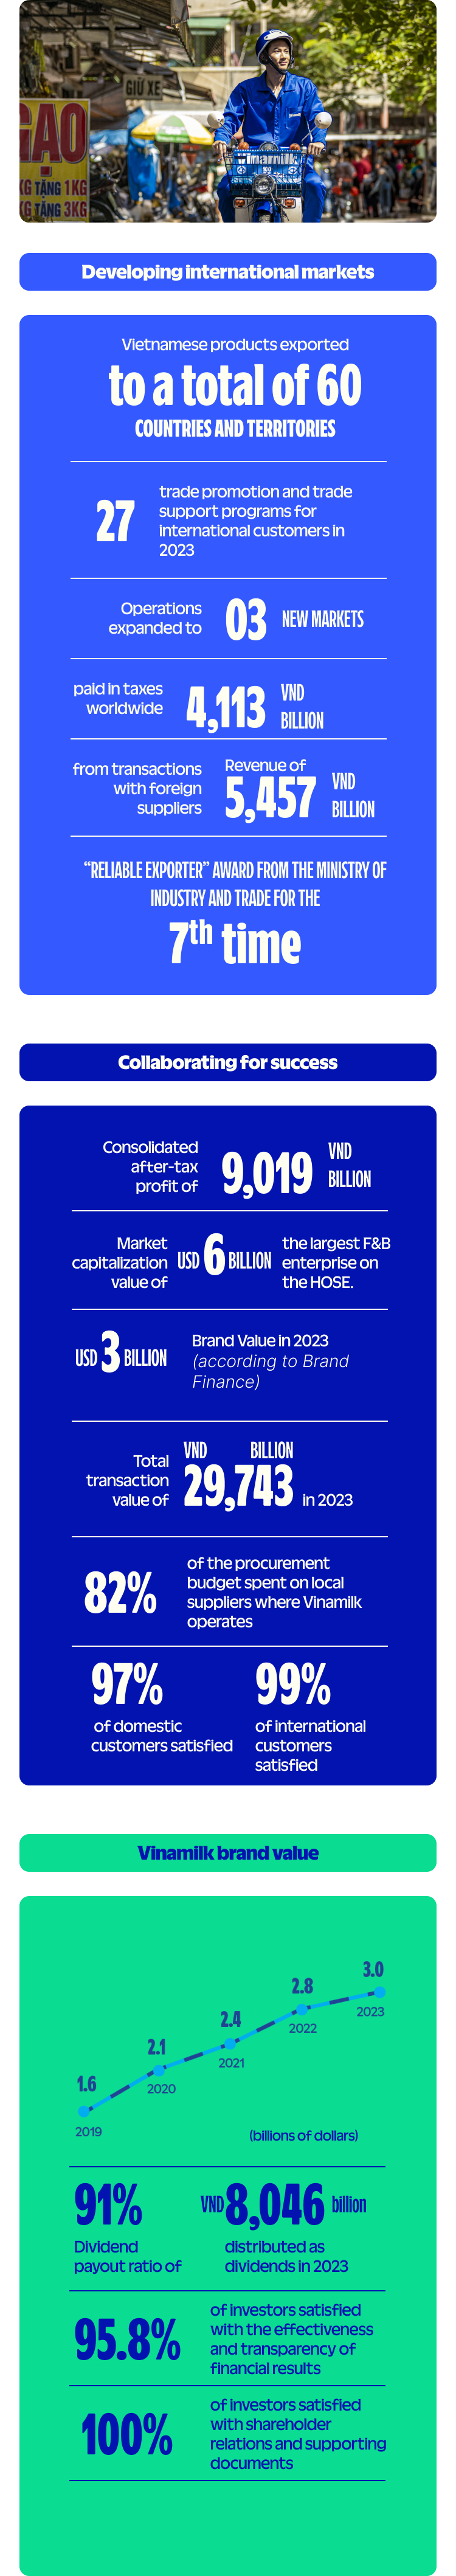 GIỮ XE
GẠO
KG TẶNG 1KG
KG TẶNG 3KG
Vinamilk
Developing international markets
Vietnamese products exported
to a total of 60
COUNTRIES AND TERRITORIES
27
trade promotion and trade
support programs for
international customers in
2023
Operations
expanded to
03 NEW MARKETS
paid in taxes
worldwide
4,113
VND
BILLION
from transactions
with foreign
suppliers
Revenue of
5,457
VND
BILLION
“RELIABLE EXPORTER” AWARD FROM THE MINISTRY OF
INDUSTRY AND TRADE FOR THE
7th time
Collaborating for success
Consolidated
after-tax
profit of
9,019
VND
BILLION
Market
capitalization
value of
USD 6 BILLION
the largest F&B
enterprise on
the HOSE.
USD 3 BILLION
Brand Value in 2023
(according to Brand
Finance)
Total
transaction
value of
VND BILLION
29,743
in 2023
82%
of the procurement
budget spent on local
suppliers where Vinamilk
operates
97%
of domestic
customers satisfied
99%
of international
customers
satisfied
Vinamilk brand value
1.6
2019
2.1
2020
2.4
2021
2.8
2022
3.0
2023
(billions of dollars)
91%
Dividend
payout ratio of
VND 8,046 billion
distributed as
dividends in 2023
95.8%
of investors satisfied
with the effectiveness
and transparency of
financial results
100%
of investors satisfied
with shareholder
relations and supporting
documents